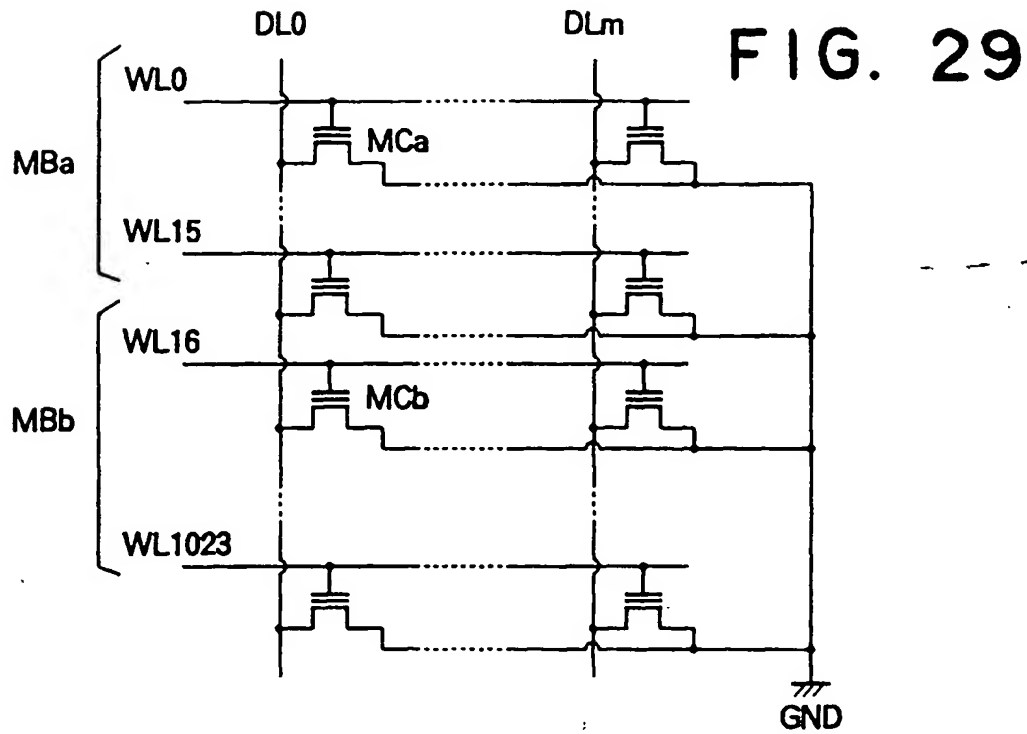 FIG. 29
DL0
DLm
WL0
MCa
MBa
WL15
WL16
MCb
MBb
WL1023
GND